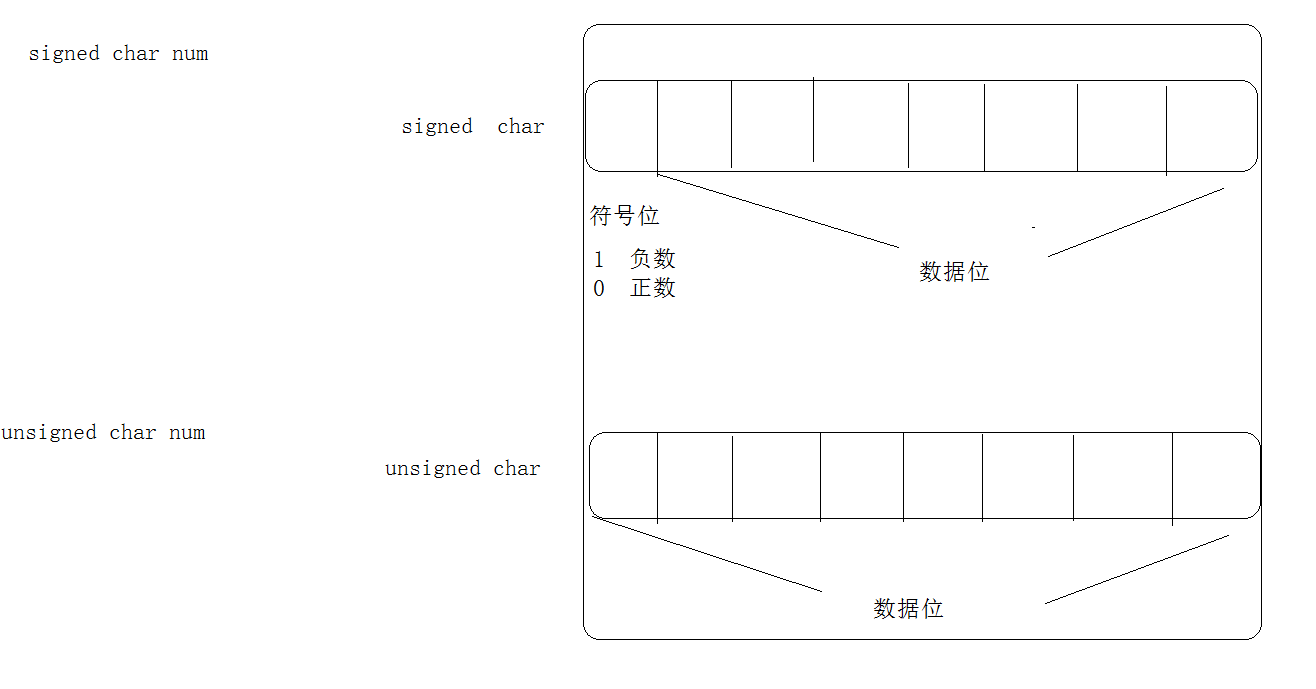 signed char num
signed  char
符号位
1  负数
0  正数
数据位
unsigned char num
unsigned char
数据位